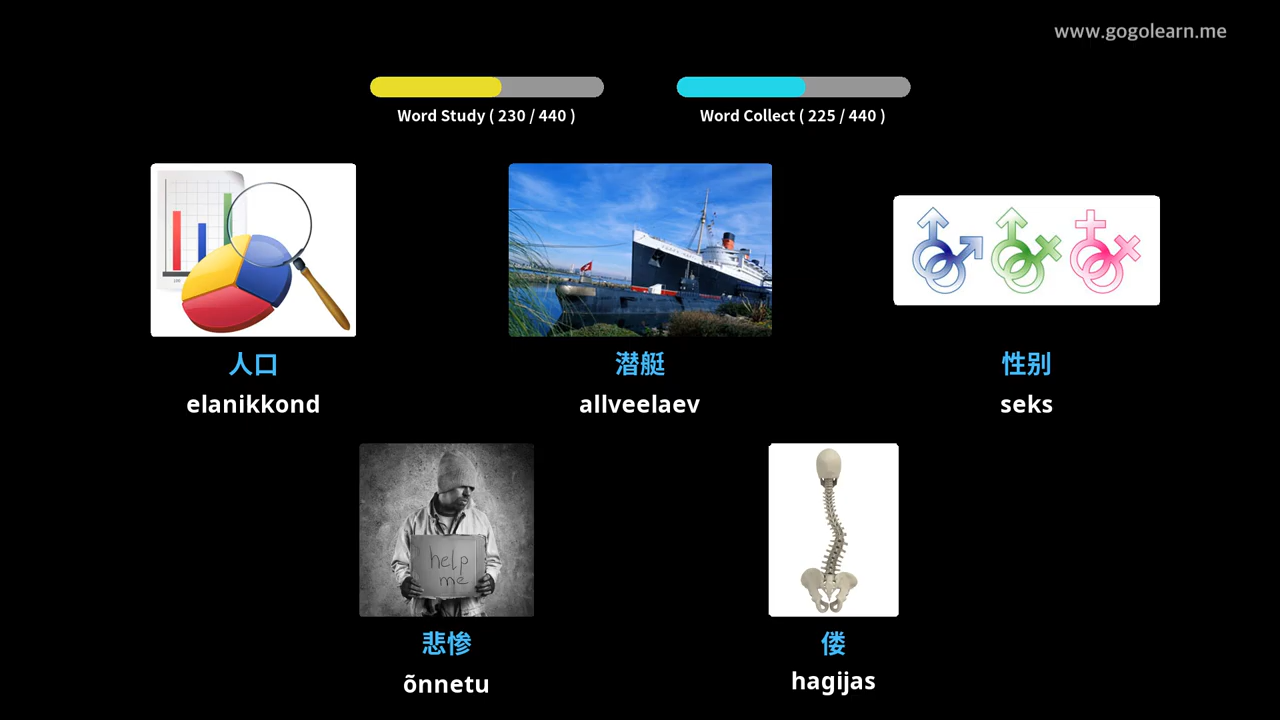 www.gogolearn.me
Word Study ( 230 / 440 )
Word Collect ( 225 / 440 )
人口
elanikkond
潜艇
allveelaev
性别
seks
help
me
悲惨
õnnetu
偻
hagijas